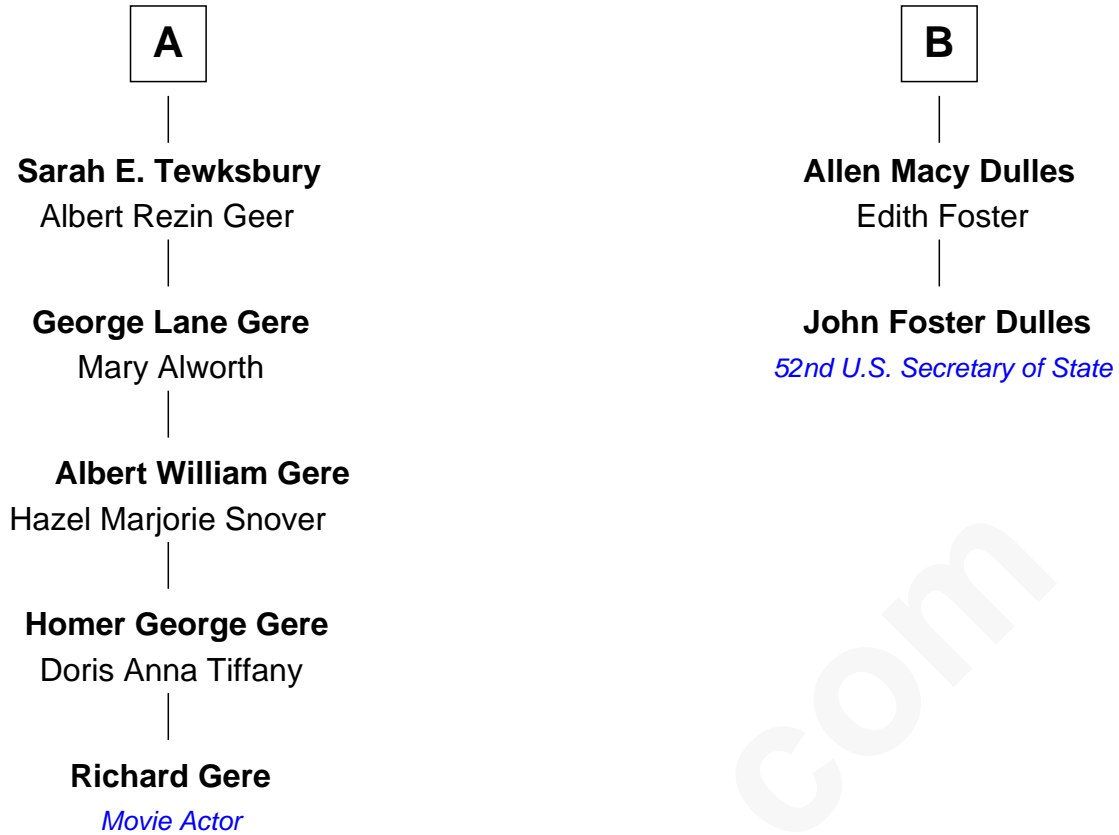 A
Sarah E. Tewksbury
Albert Rezin Geer
George Lane Gere
Mary Alworth
Albert William Gere
Hazel Marjorie Snover
Homer George Gere
Doris Anna Tiffany
Richard Gere
Movie Actor
B
Allen Macy Dulles
Edith Foster
John Foster Dulles
52nd U.S. Secretary of State
com